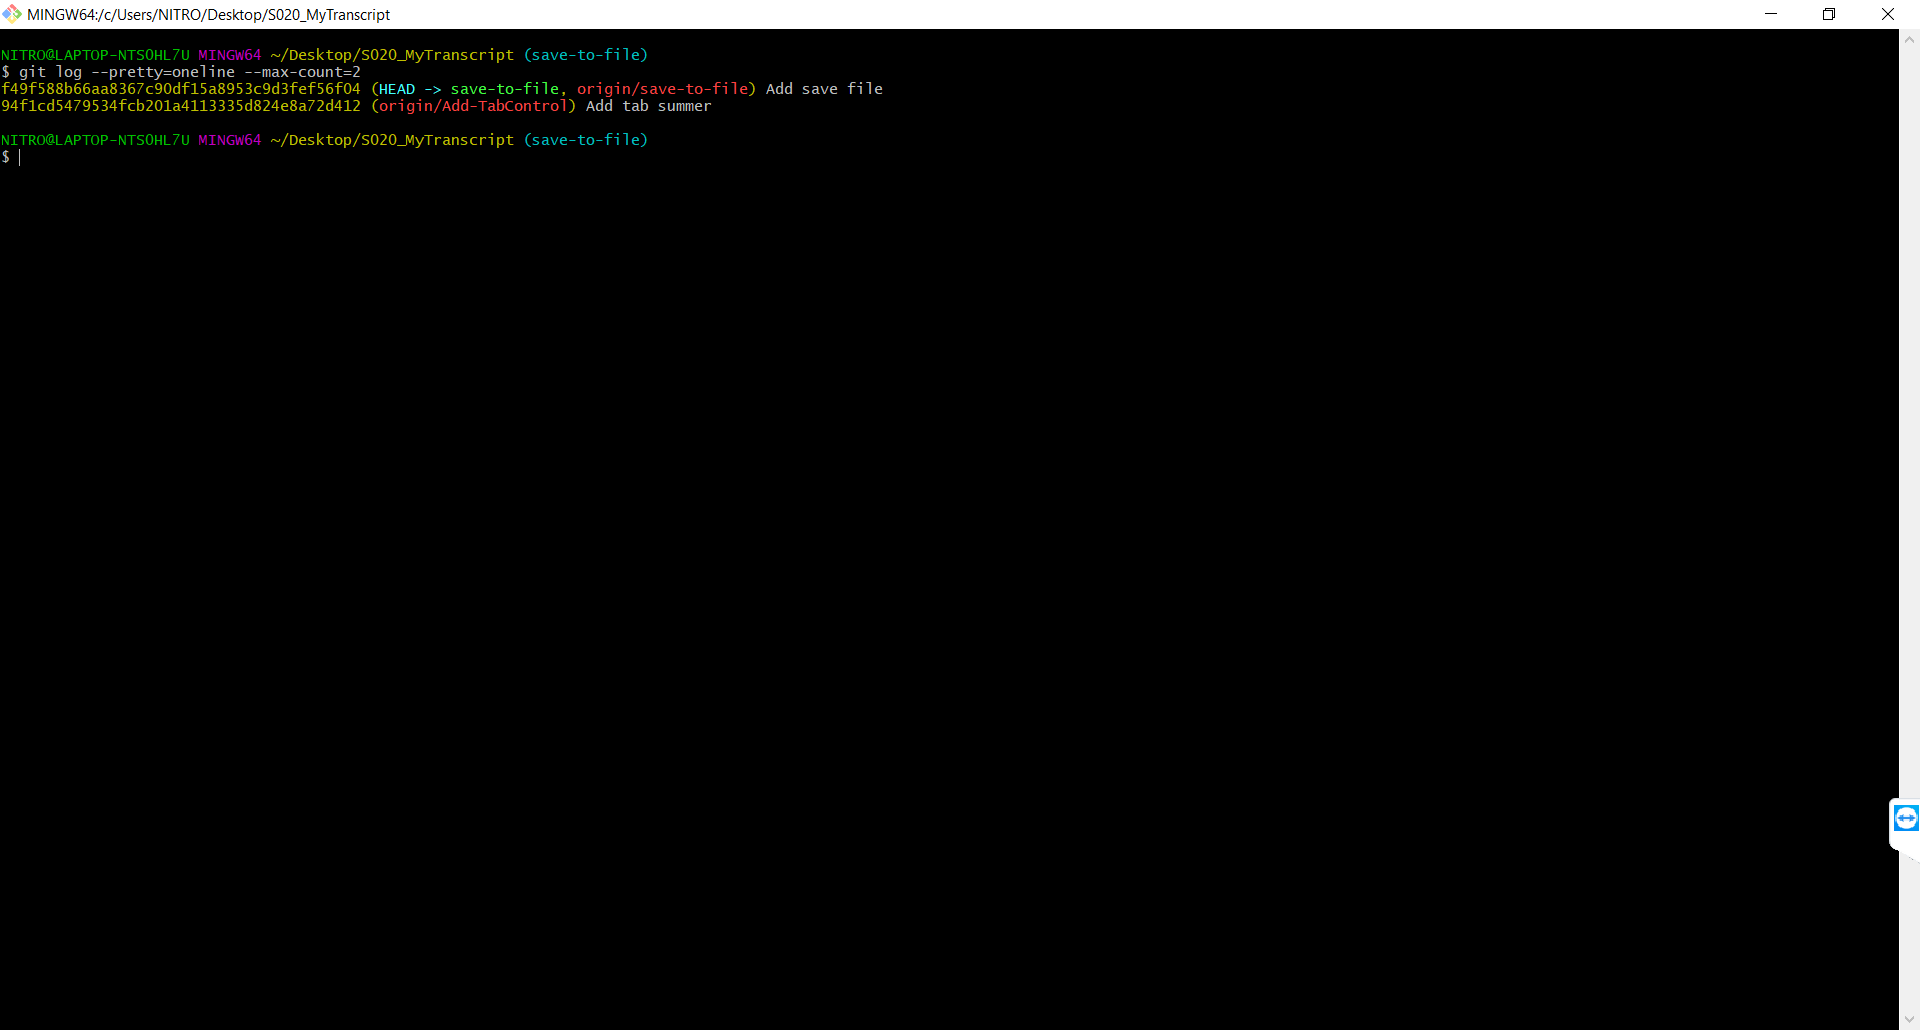 MINGW64:/c/Users/NITRO/Desktop/S020_MyTranscript
NITRO@LAPTOP-NTS0HL7U MINGW64 ~/Desktop/S020_MyTranscript (save-to-file)
$ git log --pretty=oneline --max-count=2
f49f588b66aa8367c90df15a8953c9d3fef56f04 (HEAD -> save-to-file, origin/save-to-file) Add save file
94f1cd5479534fcb201a4113335d824e8a72d412 (origin/Add-TabControl) Add tab summer
NITRO@LAPTOP-NTS0HL7U MINGW64 ~/Desktop/S020_MyTranscript (save-to-file)
$